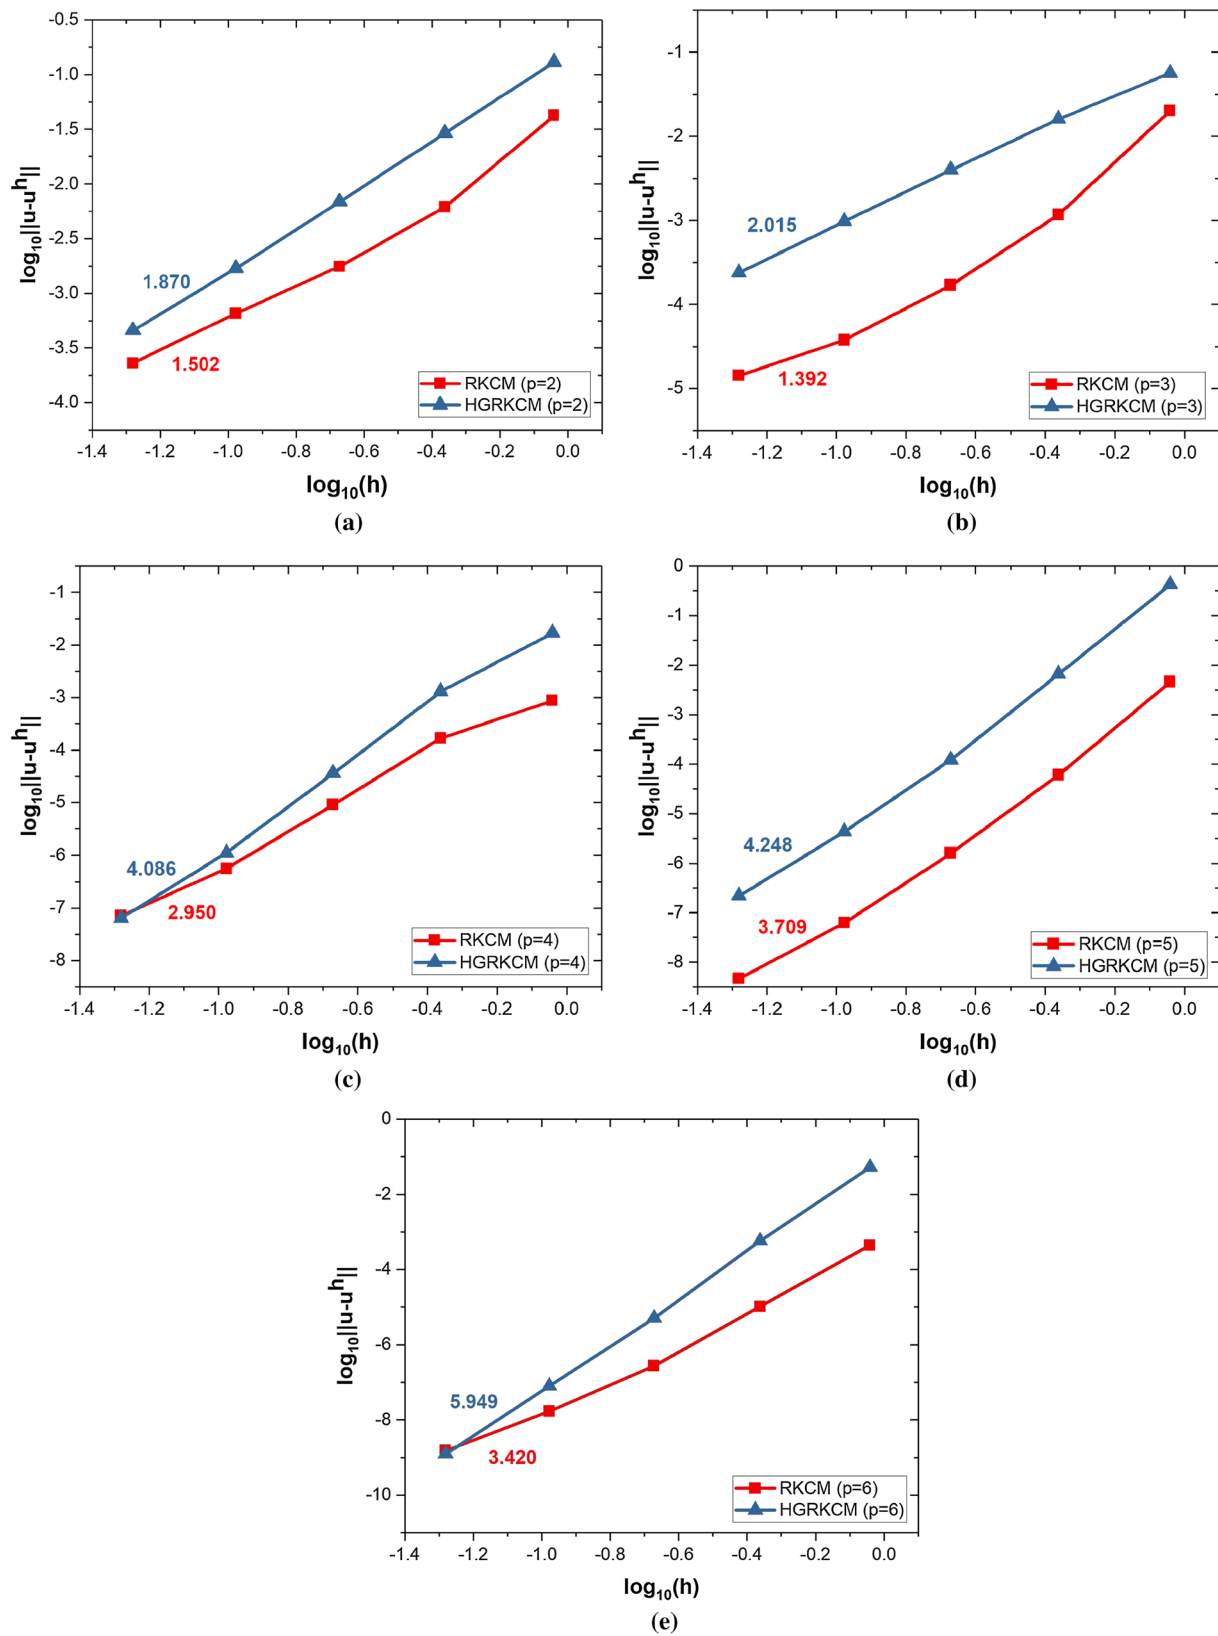 -0.5
-1.0
-1.5
-2.0
-2.5
-3.0
-3.5
-4.0
log10||u-u^h||
1.870
1.502
RKCM (p=2)
HGRKCM (p=2)
-1.4 -1.2 -1.0 -0.8 -0.6 -0.4 -0.2 0.0
log10(h)
(a)
-1
-2
-3
-4
-5
log10||u-u^h||
2.015
1.392
RKCM (p=3)
HGRKCM (p=3)
-1.4 -1.2 -1.0 -0.8 -0.6 -0.4 -0.2 0.0
log10(h)
(b)
-1
-2
-3
-4
-5
-6
-7
-8
log10||u-u^h||
4.086
2.950
RKCM (p=4)
HGRKCM (p=4)
-1.4 -1.2 -1.0 -0.8 -0.6 -0.4 -0.2 0.0
log10(h)
(c)
0
-1
-2
-3
-4
-5
-6
-7
-8
log10||u-u^h||
4.248
3.709
RKCM (p=5)
HGRKCM (p=5)
-1.4 -1.2 -1.0 -0.8 -0.6 -0.4 -0.2 0.0
log10(h)
(d)
0
-2
-4
-6
-8
-10
log10||u-u^h||
5.949
3.420
RKCM (p=6)
HGRKCM (p=6)
-1.4 -1.2 -1.0 -0.8 -0.6 -0.4 -0.2 0.0
log10(h)
(e)